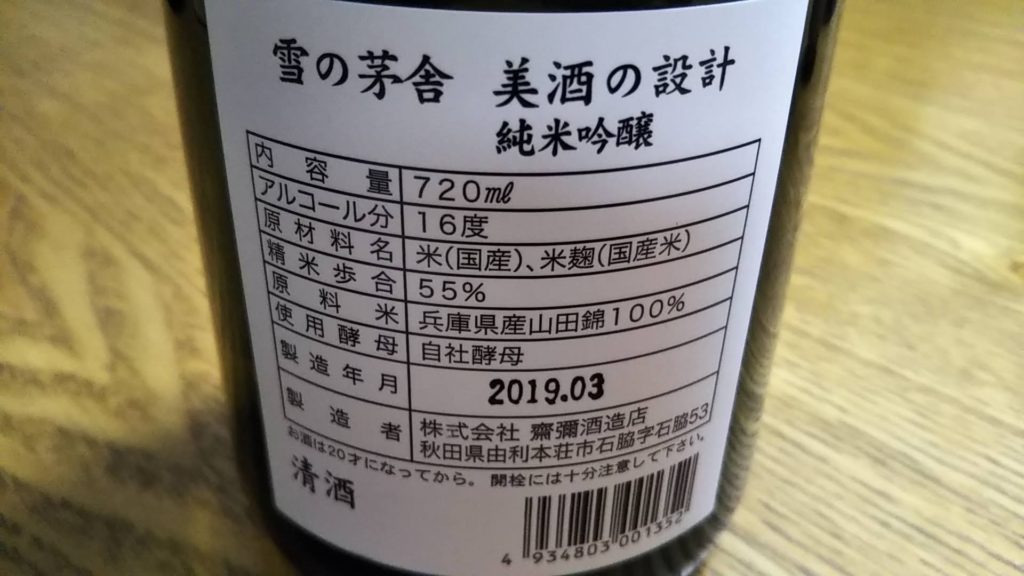 雪の茅舎 美酒の設計
純米吟醸
内容量 720㎖
アルコール分 16度
原材料名 米(国産)、米麹(国産米)
精米歩合 55%
原料米 兵庫県産山田錦100%
使用酵母 自社酵母
製造年月 2019.03
製造者 株式会社 齋彌酒造店
秋田県由利本荘市石脇字石脇53
お酒は20才になってから。 開栓には十分注意して下さい。
清酒
4 934803 001332